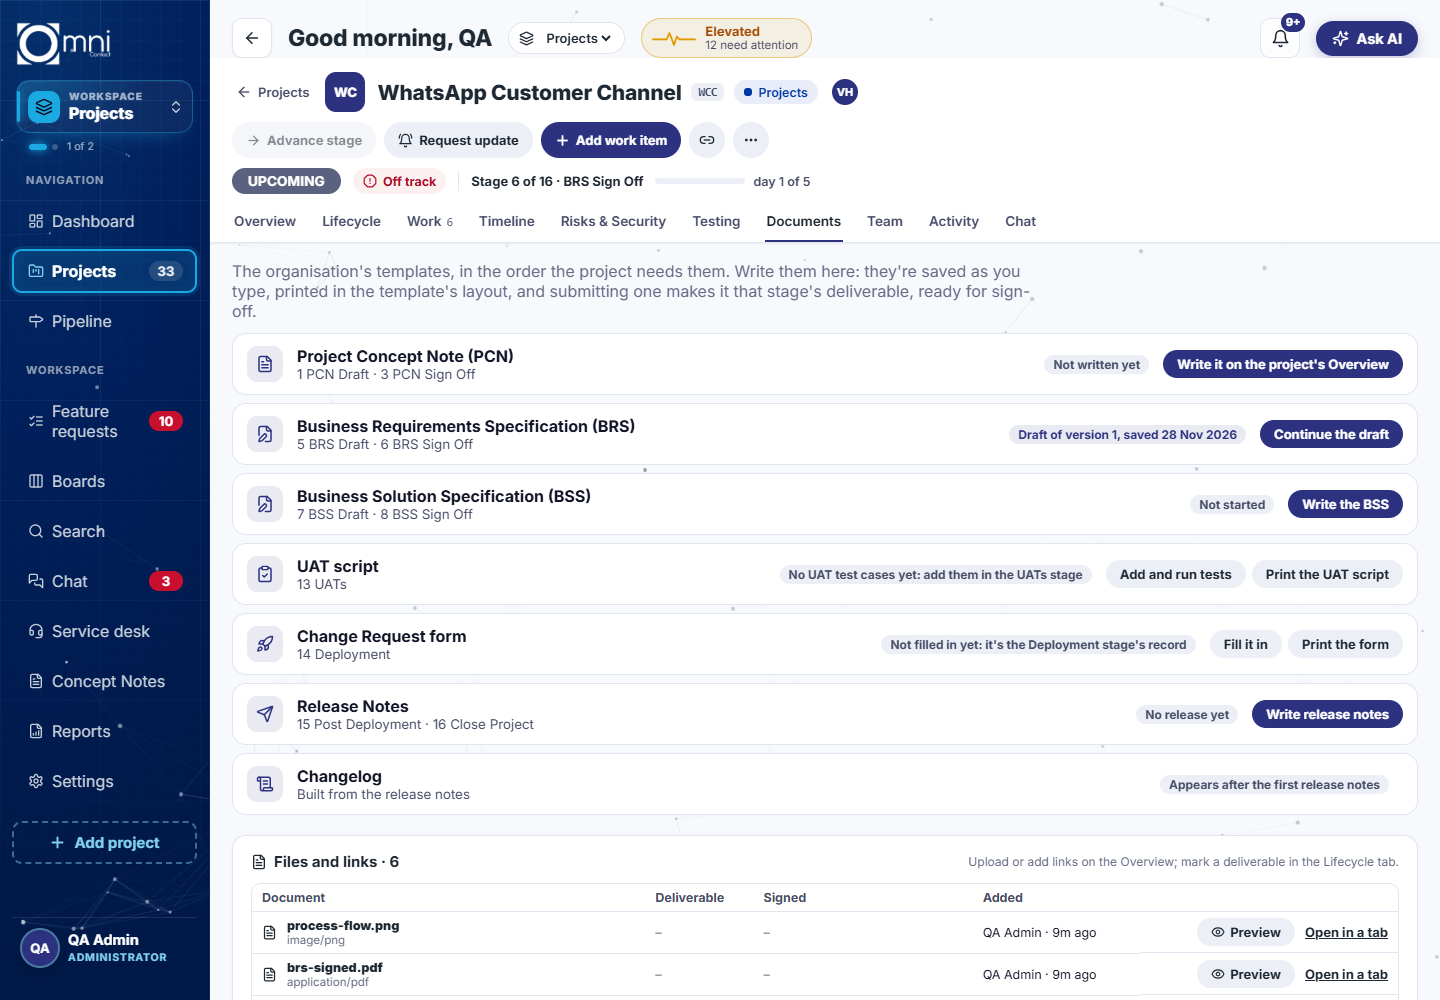 Omni
Contact
WORKSPACE
Projects
1 of 2
NAVIGATION
Dashboard
Projects 33
Pipeline
WORKSPACE
Feature requests 10
Boards
Search
Chat 3
Service desk
Concept Notes
Reports
Settings
+ Add project
QA
QA Admin
ADMINISTRATOR
Good morning, QA
Projects
Elevated
12 need attention
9+
Ask AI
← Projects
WC
WhatsApp Customer Channel
WCC
Projects
VH
→ Advance stage
Request update
+ Add work item
UPCOMING
Off track
Stage 6 of 16 · BRS Sign Off
day 1 of 5
Overview Lifecycle Work 6 Timeline Risks & Security Testing Documents Team Activity Chat
The organisation's templates, in the order the project needs them. Write them here: they're saved as you
type, printed in the template's layout, and submitting one makes it that stage's deliverable, ready for sign-
off.
Project Concept Note (PCN)
1 PCN Draft · 3 PCN Sign Off
Not written yet
Write it on the project's Overview
Business Requirements Specification (BRS)
5 BRS Draft · 6 BRS Sign Off
Draft of version 1, saved 28 Nov 2026
Continue the draft
Business Solution Specification (BSS)
7 BSS Draft · 8 BSS Sign Off
Not started
Write the BSS
UAT script
13 UATs
No UAT test cases yet: add them in the UATs stage
Add and run tests
Print the UAT script
Change Request form
14 Deployment
Not filled in yet: it's the Deployment stage's record
Fill it in
Print the form
Release Notes
15 Post Deployment · 16 Close Project
No release yet
Write release notes
Changelog
Built from the release notes
Appears after the first release notes
Files and links · 6
Upload or add links on the Overview; mark a deliverable in the Lifecycle tab.
Document Deliverable Signed Added
process-flow.png
image/png
– – QA Admin · 9m ago Preview Open in a tab
brs-signed.pdf
application/pdf
– – QA Admin · 9m ago Preview Open in a tab